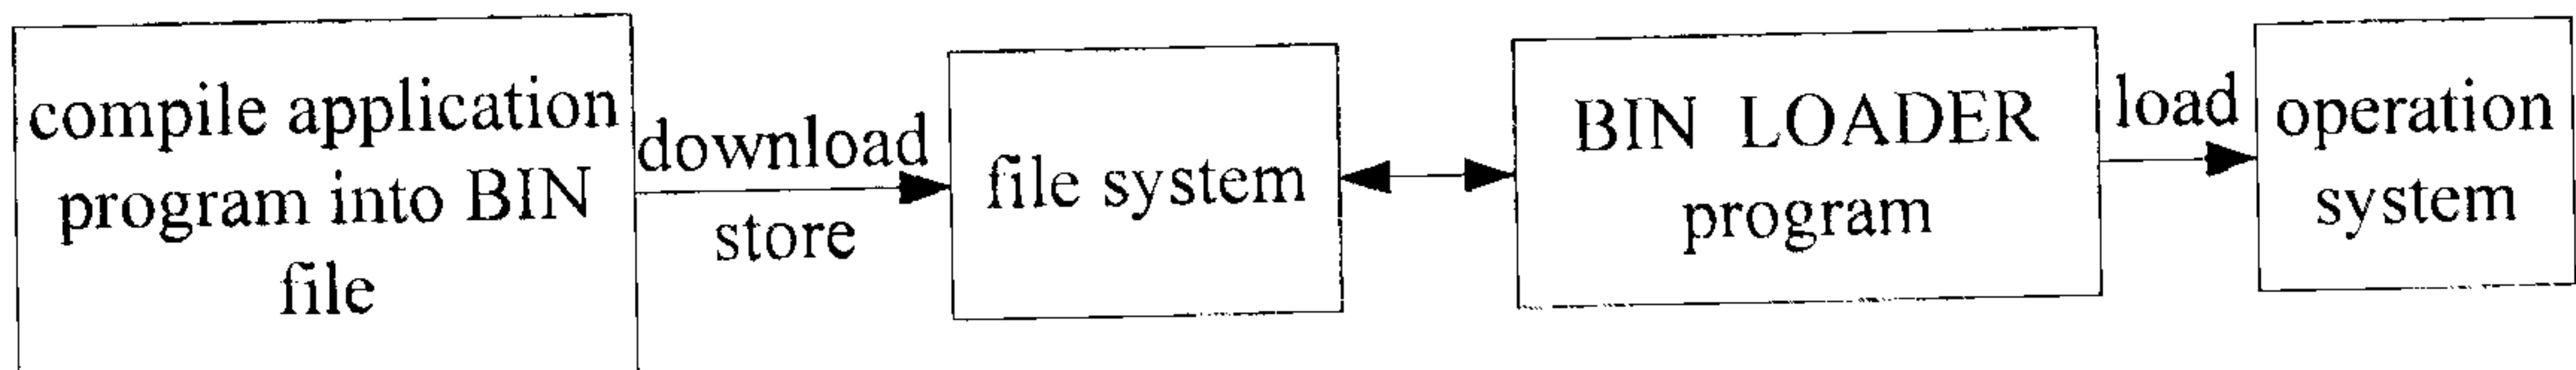 compile application
program into BIN
file
download
store
file system
BIN LOADER
program
load
operation
system